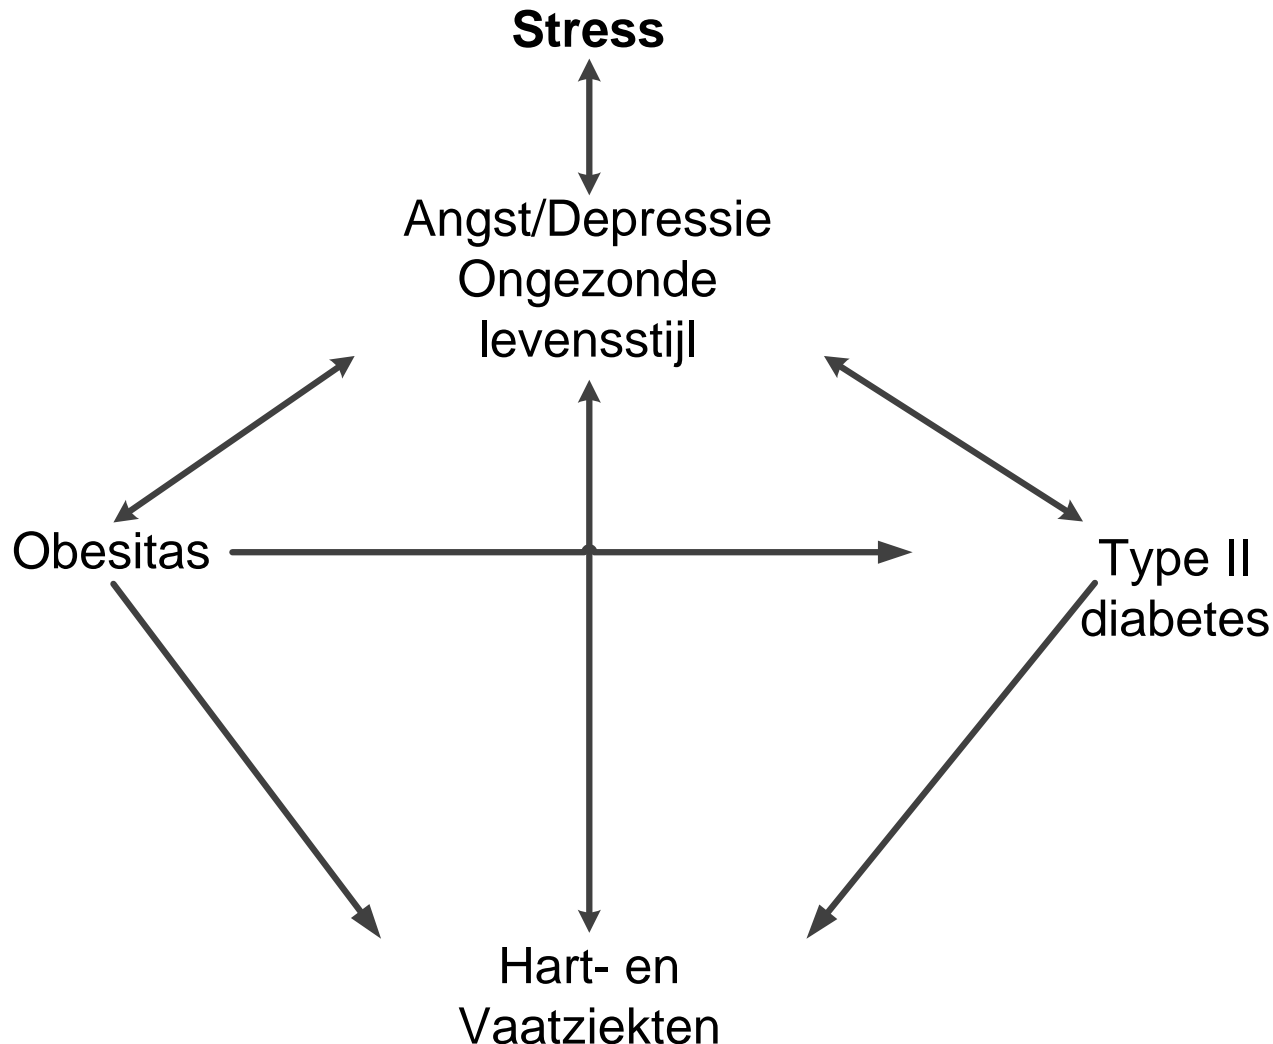 Stress
Angst/Depressie
Ongezonde
levensstijl
Obesitas
Type II
diabetes
Hart- en
Vaatziekten